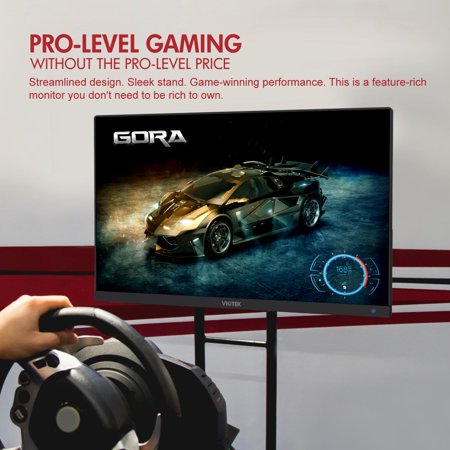 PRO-LEVEL GAMING
WITHOUT THE PRO-LEVEL PRICE
Streamlined design. Sleek stand. Game-winning performance. This is a feature-rich
monitor you don't need to be rich to own.
GORA
168
VIOTEK